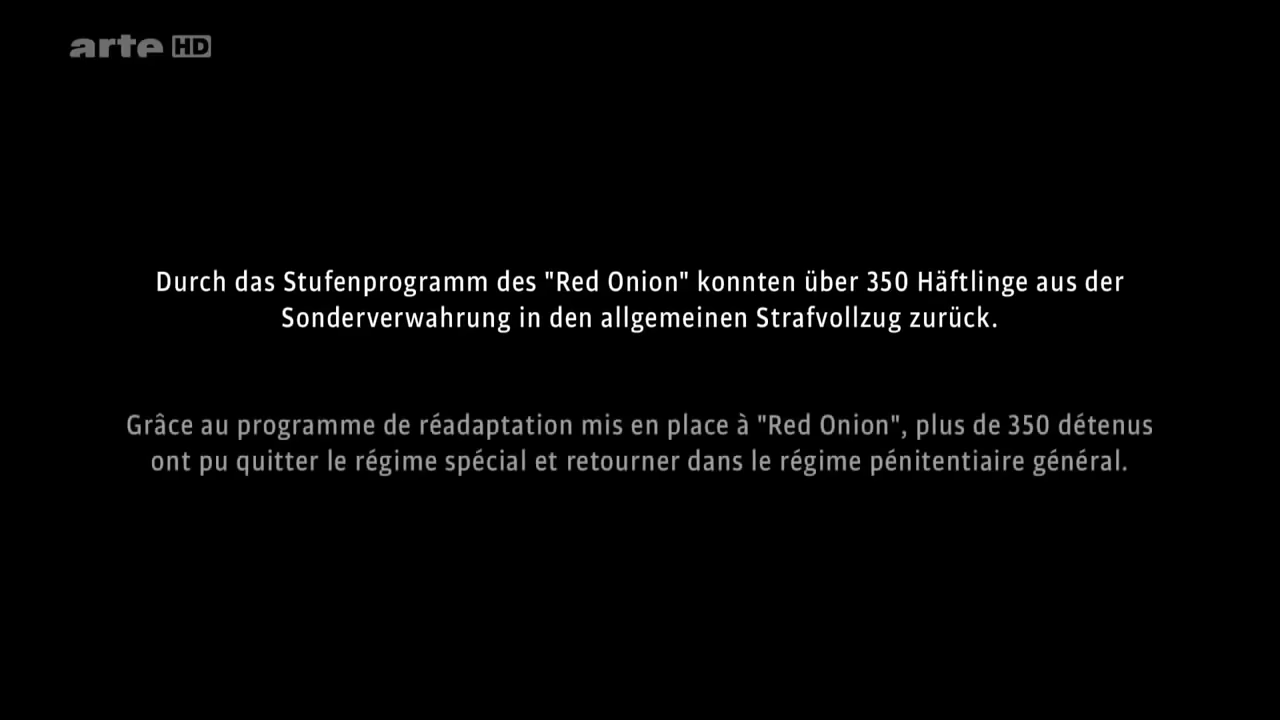 arte HD
Durch das Stufenprogramm des "Red Onion" konnten über 350 Häftlinge aus der
Sonderverwahrung in den allgemeinen Strafvollzug zurück.
Grâce au programme de réadaptation mis en place à "Red Onion", plus de 350 détenus
ont pu quitter le régime spécial et retourner dans le régime pénitentiaire général.